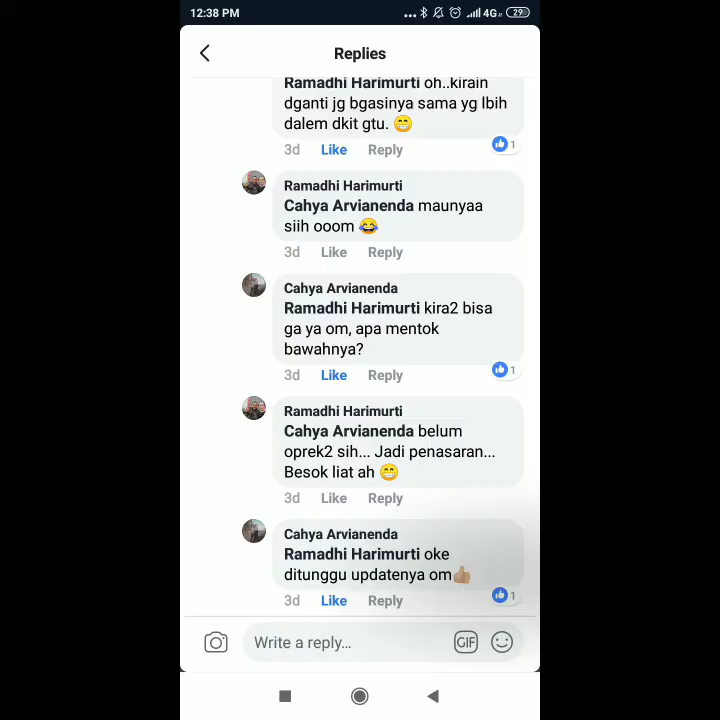 12:38 PM
4G
29
Replies
Ramadhi Harimurti oh..kirain
dganti jg bgasinya sama yg lbih
dalem dkit gtu. 😁
3d Like Reply 1
Ramadhi Harimurti
Cahya Arvianenda maunyaa
siih ooom 😂
3d Like Reply
Cahya Arvianenda
Ramadhi Harimurti kira2 bisa
ga ya om, apa mentok
bawahnya?
3d Like Reply 1
Ramadhi Harimurti
Cahya Arvianenda belum
oprek2 sih... Jadi penasaran...
Besok liat ah 😁
3d Like Reply
Cahya Arvianenda
Ramadhi Harimurti oke
ditunggu updatenya om👍🏼
3d Like Reply 1
Write a reply...
GIF